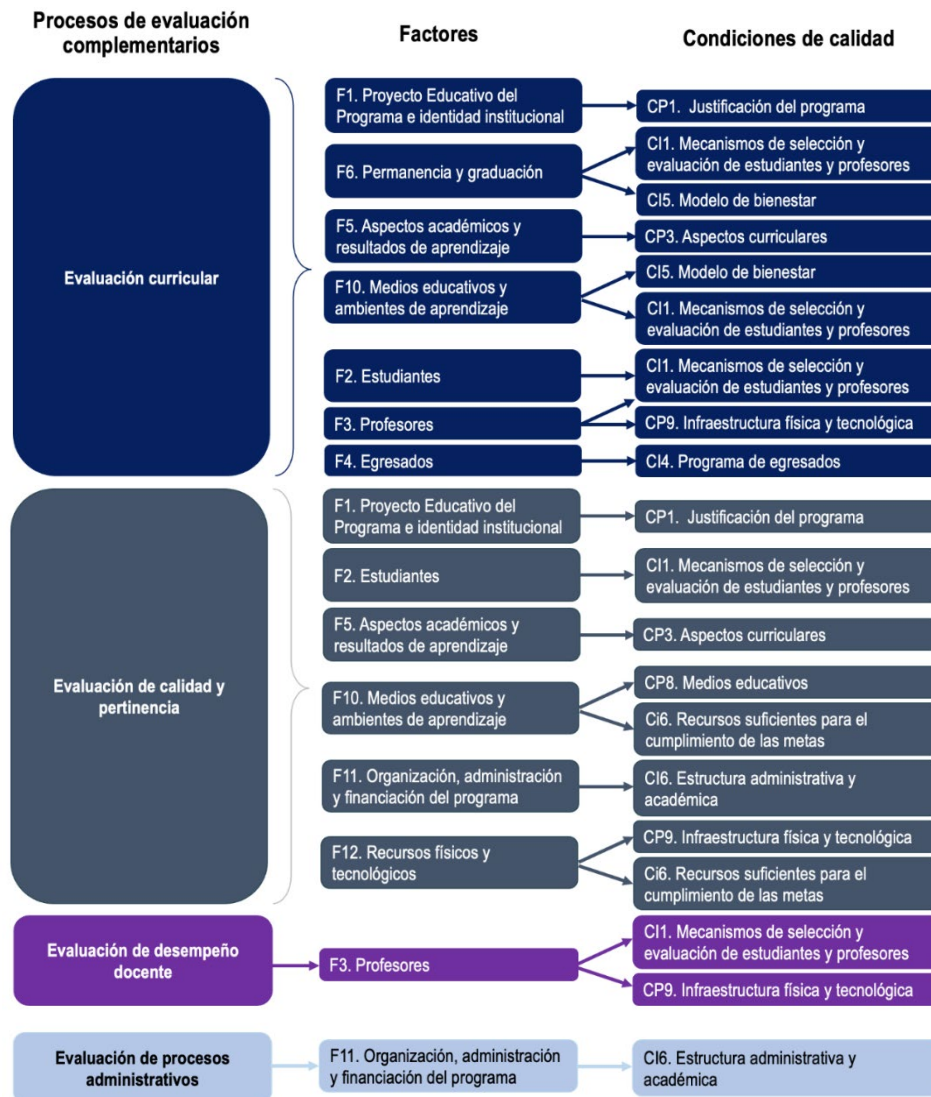 Procesos de evaluación
complementarios
Factores
Condiciones de calidad
Evaluación curricular
F1. Proyecto Educativo del
Programa e identidad institucional
CP1.  Justificación del programa
F6. Permanencia y graduación
CI1. Mecanismos de selección y
evaluación de estudiantes y profesores
CI5. Modelo de bienestar
F5. Aspectos académicos y
resultados de aprendizaje
CP3. Aspectos curriculares
F10. Medios educativos y
ambientes de aprendizaje
CI5. Modelo de bienestar
CI1. Mecanismos de selección y
evaluación de estudiantes y profesores
F2. Estudiantes
CI1. Mecanismos de selección y
evaluación de estudiantes y profesores
F3. Profesores
CP9. Infraestructura física y tecnológica
F4. Egresados
CI4. Programa de egresados
Evaluación de calidad y
pertinencia
F1. Proyecto Educativo del
Programa e identidad institucional
CP1.  Justificación del programa
F2. Estudiantes
CI1. Mecanismos de selección y
evaluación de estudiantes y profesores
F5. Aspectos académicos y
resultados de aprendizaje
CP3. Aspectos curriculares
F10. Medios educativos y
ambientes de aprendizaje
CP8. Medios educativos
Ci6. Recursos suficientes para el
cumplimiento de las metas
F11. Organización, administración
y financiación del programa
CI6. Estructura administrativa y
académica
F12. Recursos físicos y
tecnológicos
CP9. Infraestructura física y tecnológica
Ci6. Recursos suficientes para el
cumplimiento de las metas
Evaluación de desempeño
docente
F3. Profesores
CI1. Mecanismos de selección y
evaluación de estudiantes y profesores
CP9. Infraestructura física y tecnológica
Evaluación de procesos
administrativos
F11. Organización, administración
y financiación del programa
CI6. Estructura administrativa y
académica